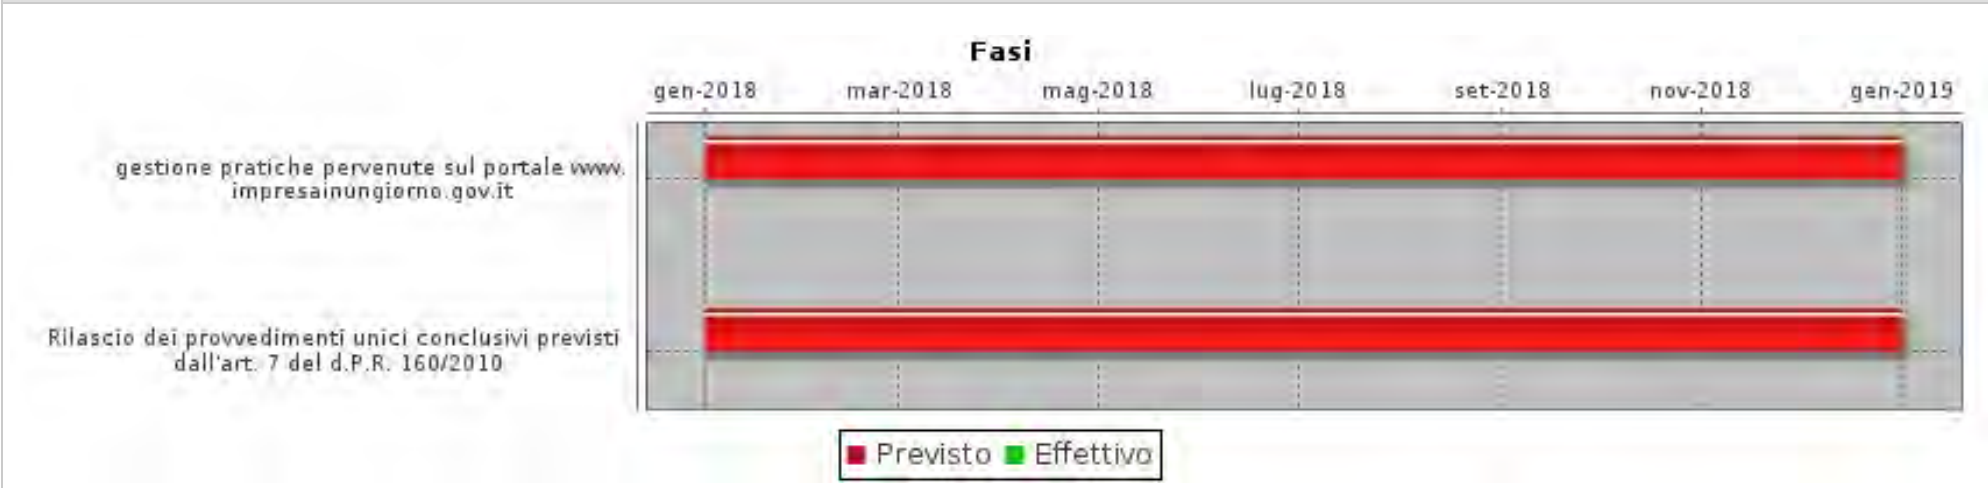 Fasi
gen-2018 mar-2018 mag-2018 lug-2018 set-2018 nov-2018 gen-2019
gestione pratiche pervenute sul portale www.
impresainungiorno.gov.it
Rilascio dei provvedimenti unici conclusivi previsti
dall'art. 7 del d.P.R. 160/2010
Previsto Effettivo